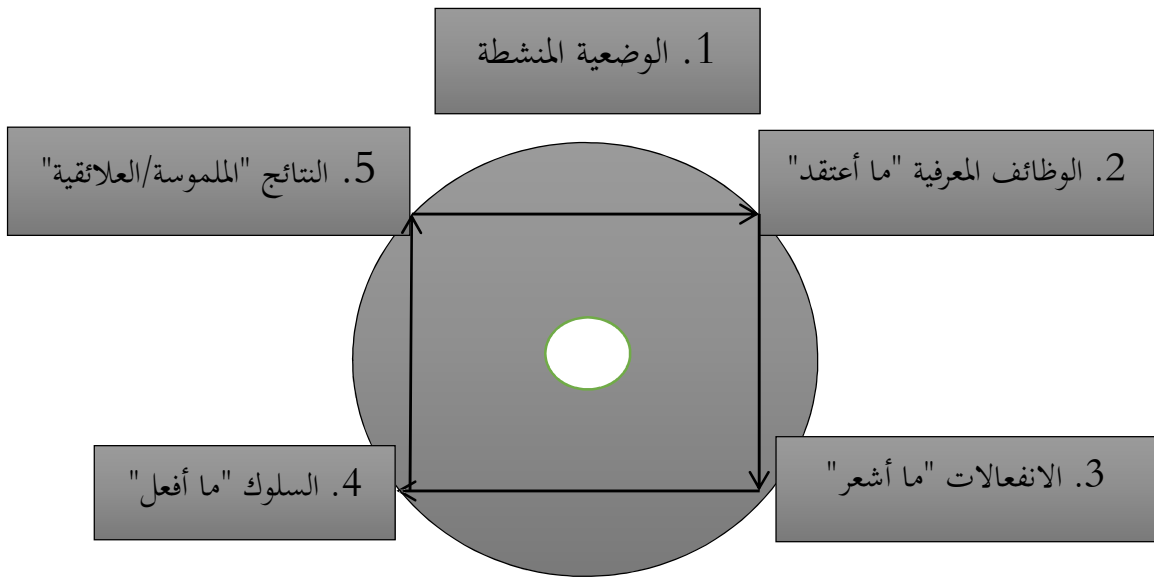 1. الوضعية المنشطة
2. الوظائف المعرفية "ما أعتقد"
3. الانفعالات "ما أشعر"
4. السلوك "ما أفعل"
5. النتائج "الملموسة/العلائقية"